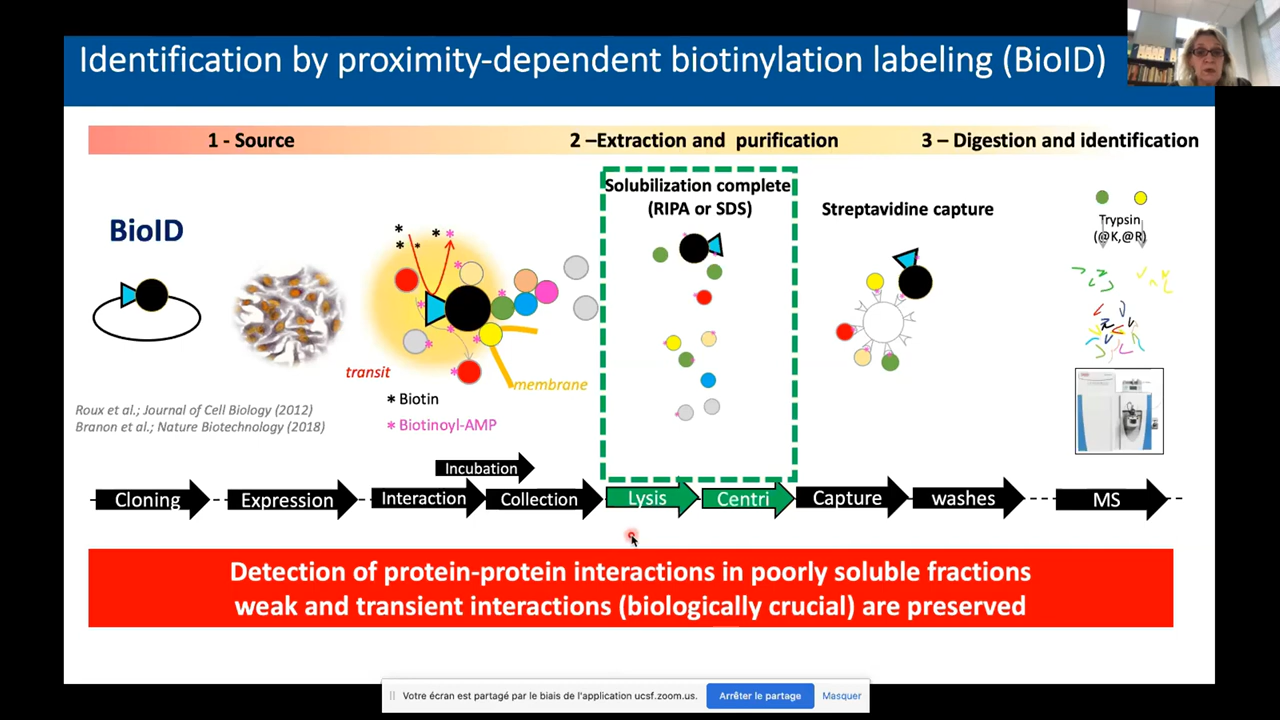 Identification by proximity-dependent biotinylation labeling (BioID)
1 - Source
2 –Extraction and purification
3 – Digestion and identification
BioID
Solubilization complete
(RIPA or SDS)
Streptavidine capture
Trypsin
(@K,@R)
transit
membrane
* Biotin
* Biotinoyl-AMP
Roux et al.; Journal of Cell Biology (2012)
Branon et al.; Nature Biotechnology (2018)
Incubation
Cloning
Expression
Interaction
Collection
Lysis
Centri
Capture
washes
MS
Detection of protein-protein interactions in poorly soluble fractions
weak and transient interactions (biologically crucial) are preserved
Votre écran est partagé par le biais de l'application ucsf.zoom.us.
Arrêter le partage
Masquer